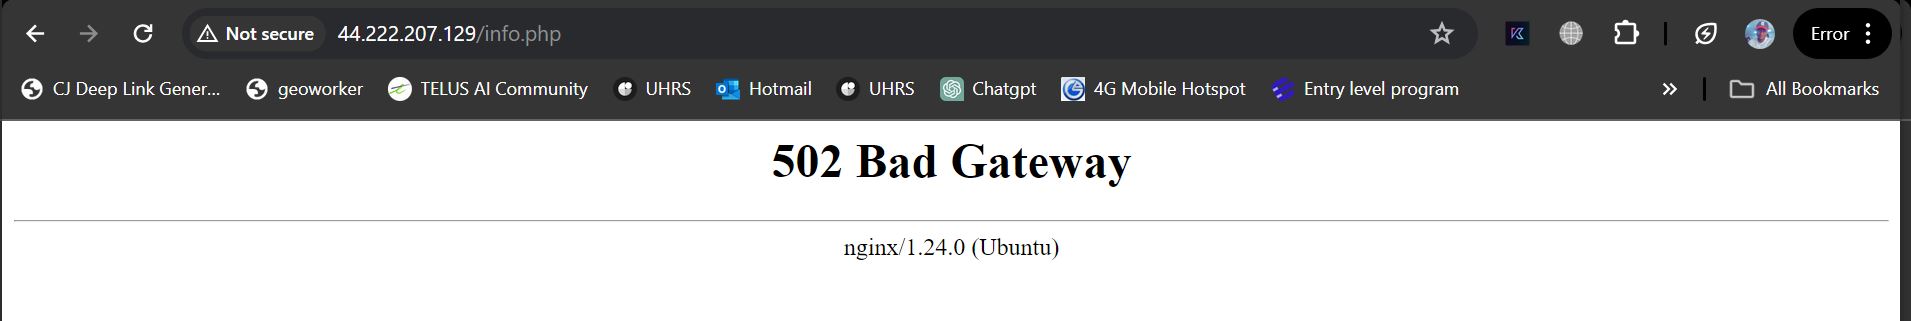 Not secure 44.222.207.129/info.php Error
CJ Deep Link Gener... geoworker TELUS AI Community UHRS Hotmail UHRS Chatgpt 4G Mobile Hotspot Entry level program All Bookmarks
502 Bad Gateway
nginx/1.24.0 (Ubuntu)